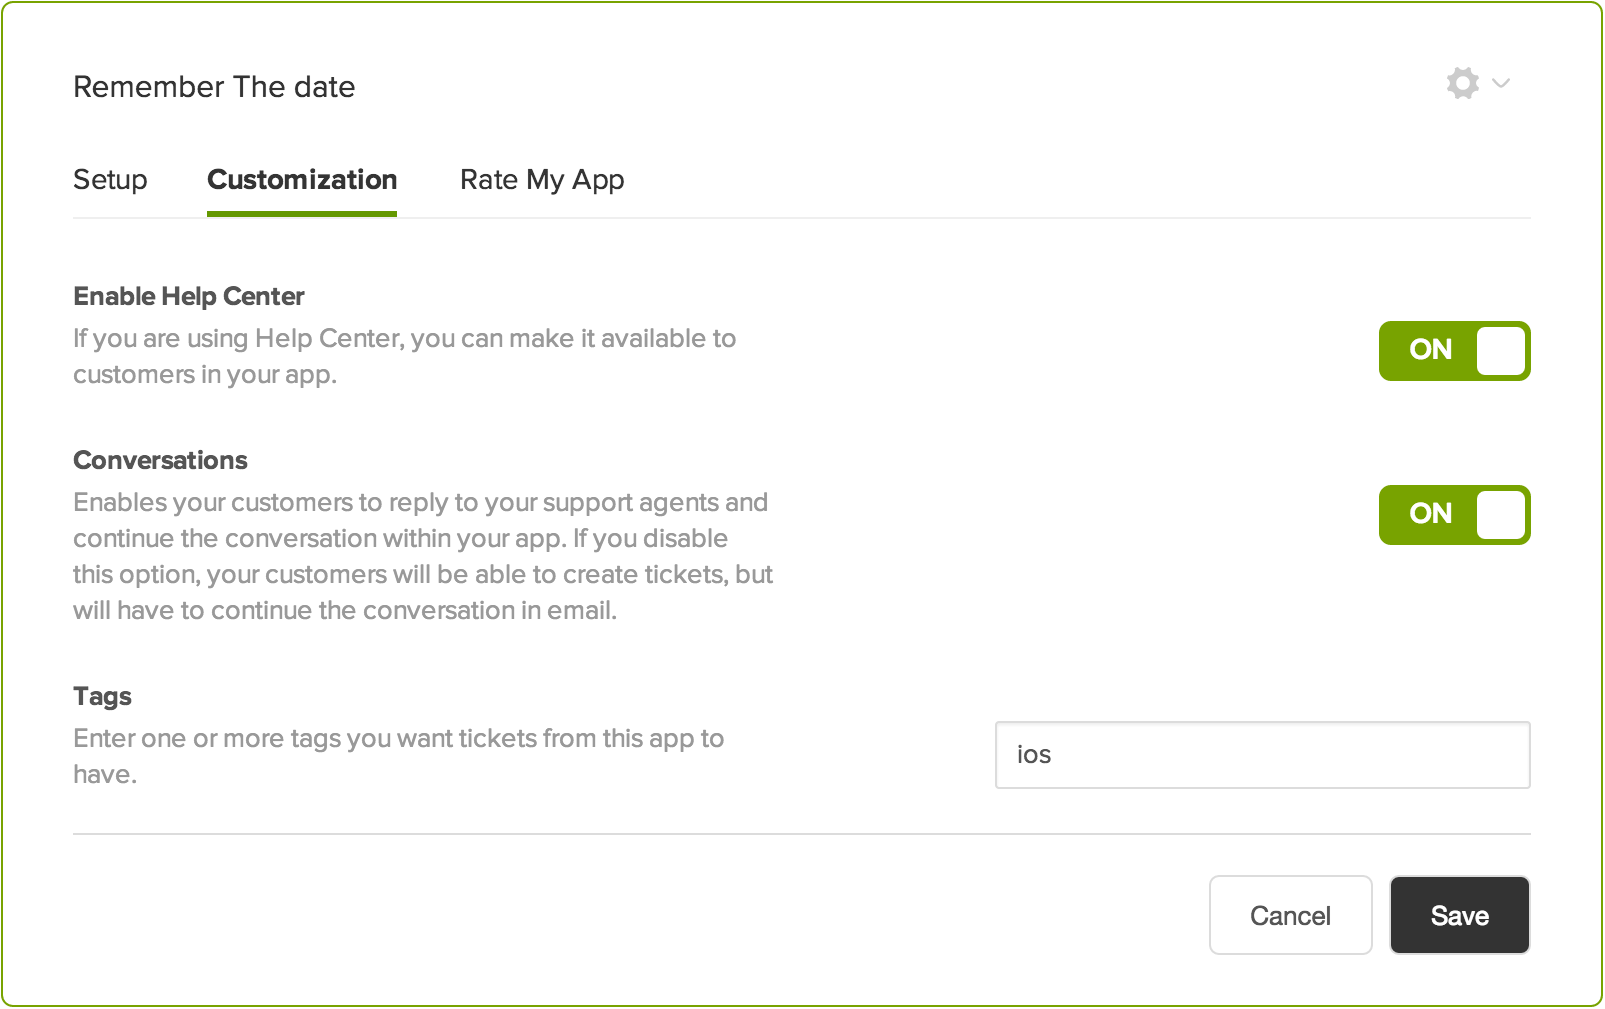 Remember The date
Setup
Customization
Rate My App
Enable Help Center
If you are using Help Center, you can make it available to
customers in your app.
ON
Conversations
Enables your customers to reply to your support agents and
continue the conversation within your app. If you disable
this option, your customers will be able to create tickets, but
will have to continue the conversation in email.
ON
Tags
Enter one or more tags you want tickets from this app to
have.
ios
Cancel
Save